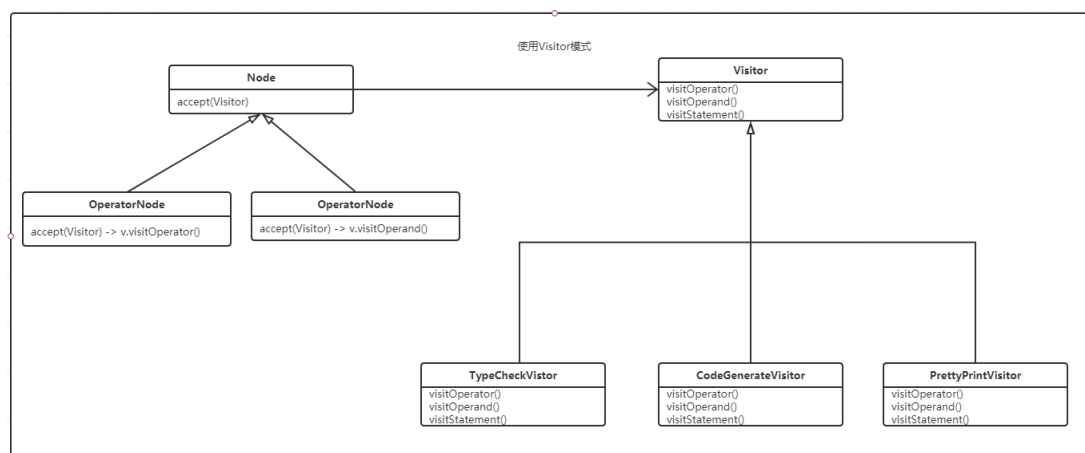 使用Visitor模式
Node
accept(Visitor)
Visitor
visitOperator()
visitOperand()
visitStatement()
OperatorNode
accept(Visitor) -> v.visitOperator()
OperatorNode
accept(Visitor) -> v.visitOperand()
TypeCheckVistor
visitOperator()
visitOperand()
visitStatement()
CodeGenerateVisitor
visitOperator()
visitOperand()
visitStatement()
PrettyPrintVisitor
visitOperator()
visitOperand()
visitStatement()